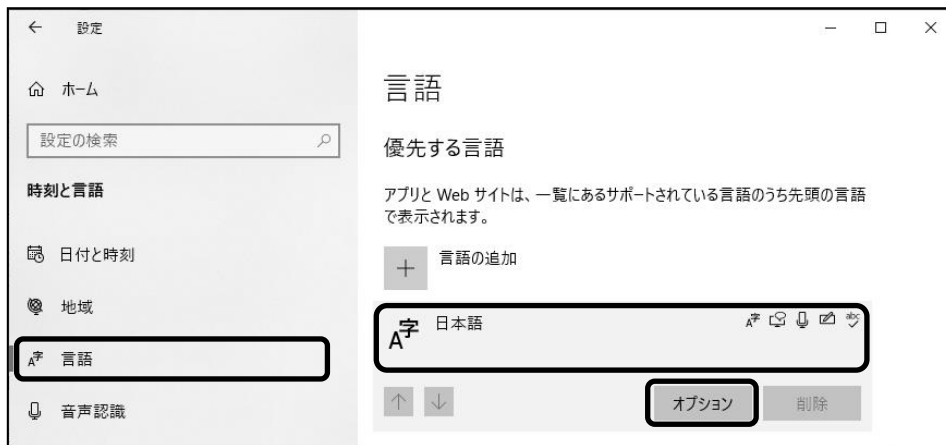 設定
ホーム
設定の検索
時刻と言語
日付と時刻
地域
言語
音声認識
言語
優先する言語
アプリと Web サイトは、一覧にあるサポートされている言語のうち先頭の言語
で表示されます。
言語の追加
日本語
オプション
削除